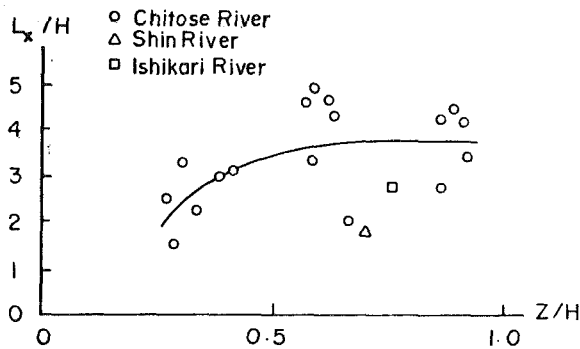 Lx/H
○ Chitose River
△ Shin River
□ Ishikari River
5
4
3
2
1
0
0 0.5 1.0 Z/H